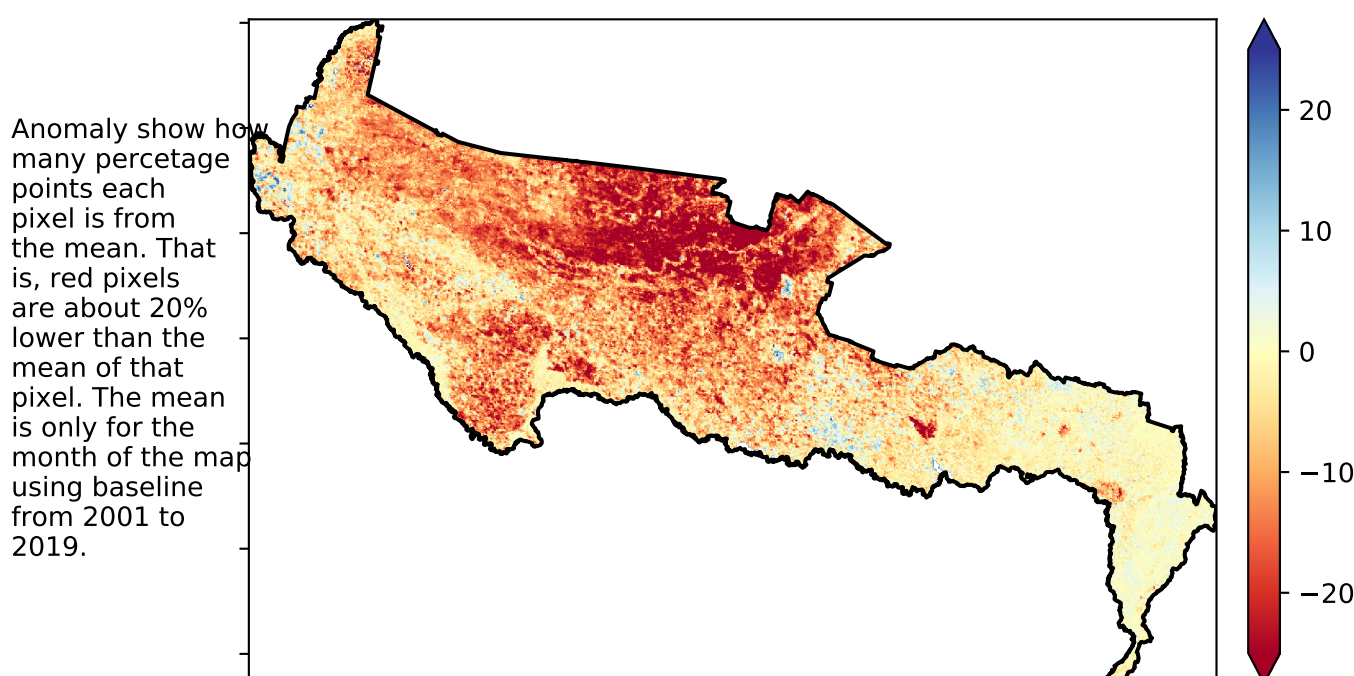 Anomaly show how
many percetage
points each
pixel is from
the mean. That
is, red pixels
are about 20%
lower than the
mean of that
pixel. The mean
is only for the
month of the map
using baseline
from 2001 to
2019.
20
10
0
−10
−20